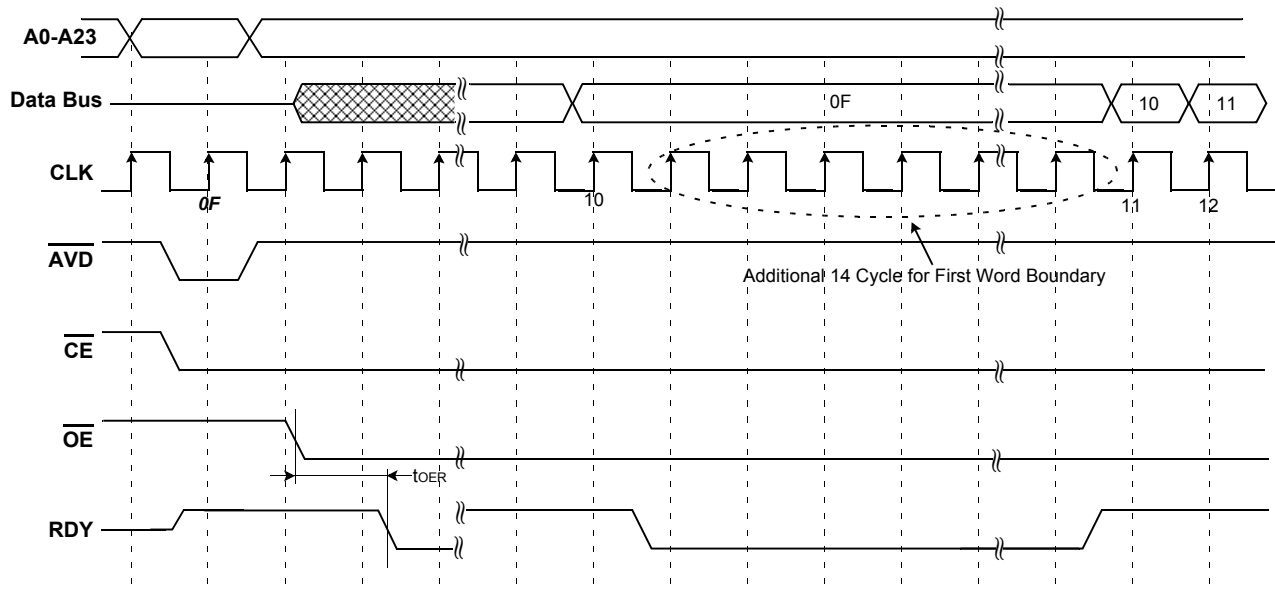 A0-A23
Data Bus
0F
10
11
CLK
0F
10
11
12
AVD
Additional 14 Cycle for First Word Boundary
CE
OE
tOER
RDY